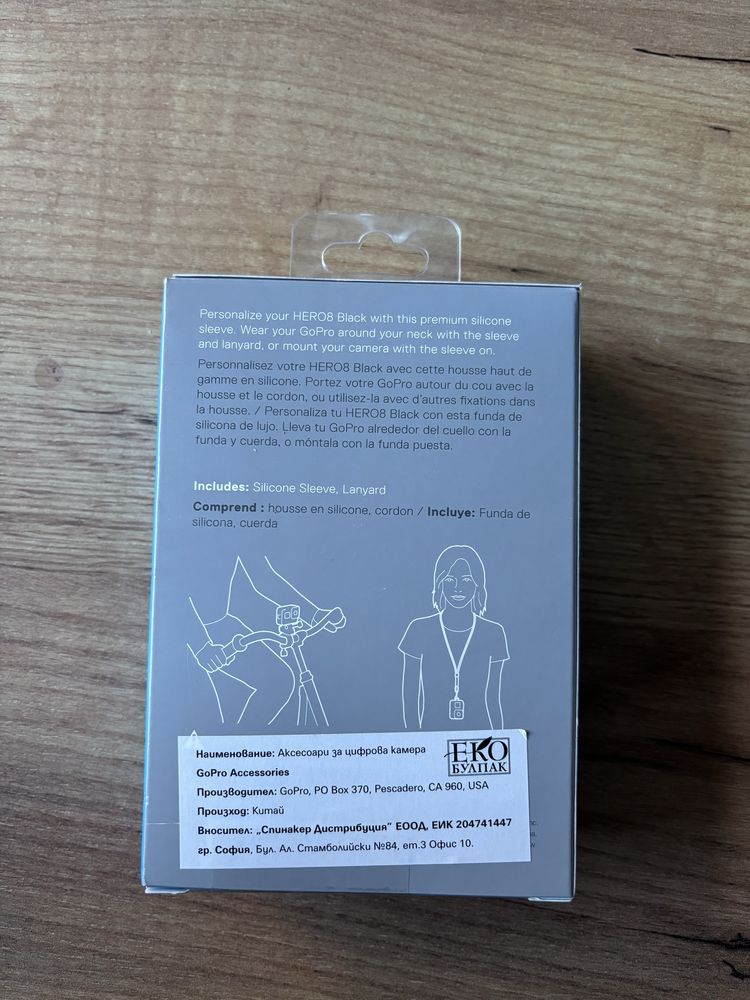 Personalize your HERO8 Black with this premium silicone
sleeve. Wear your GoPro around your neck with the sleeve
and lanyard, or mount your camera with the sleeve on.
Personnalisez votre HERO8 Black avec cette housse haut de
gamme en silicone. Portez votre GoPro autour du cou avec la
housse et le cordon, ou utilisez-la avec d'autres fixations dans
la housse. / Personaliza tu HERO8 Black con esta funda de
silicona de lujo. Lleva tu GoPro alrededor del cuello con la
funda y cuerda, o móntala con la funda puesta.
Includes: Silicone Sleeve, Lanyard
Comprend : housse en silicone, cordon / Incluye: Funda de
silicona, cuerda
Наименование: Аксесоари за цифрова камера
GoPro Accessories
ЕКО
БУЛПАК
Производител: GoPro, PO Box 370, Pescadero, CA 960, USA
Произход: Китай
Вносител: „Спинакер Дистрибуция" ЕООД, ЕИК 204741447
гр. София, Бул. Ал. Стамболийски №84, ет.3 Офис 10.